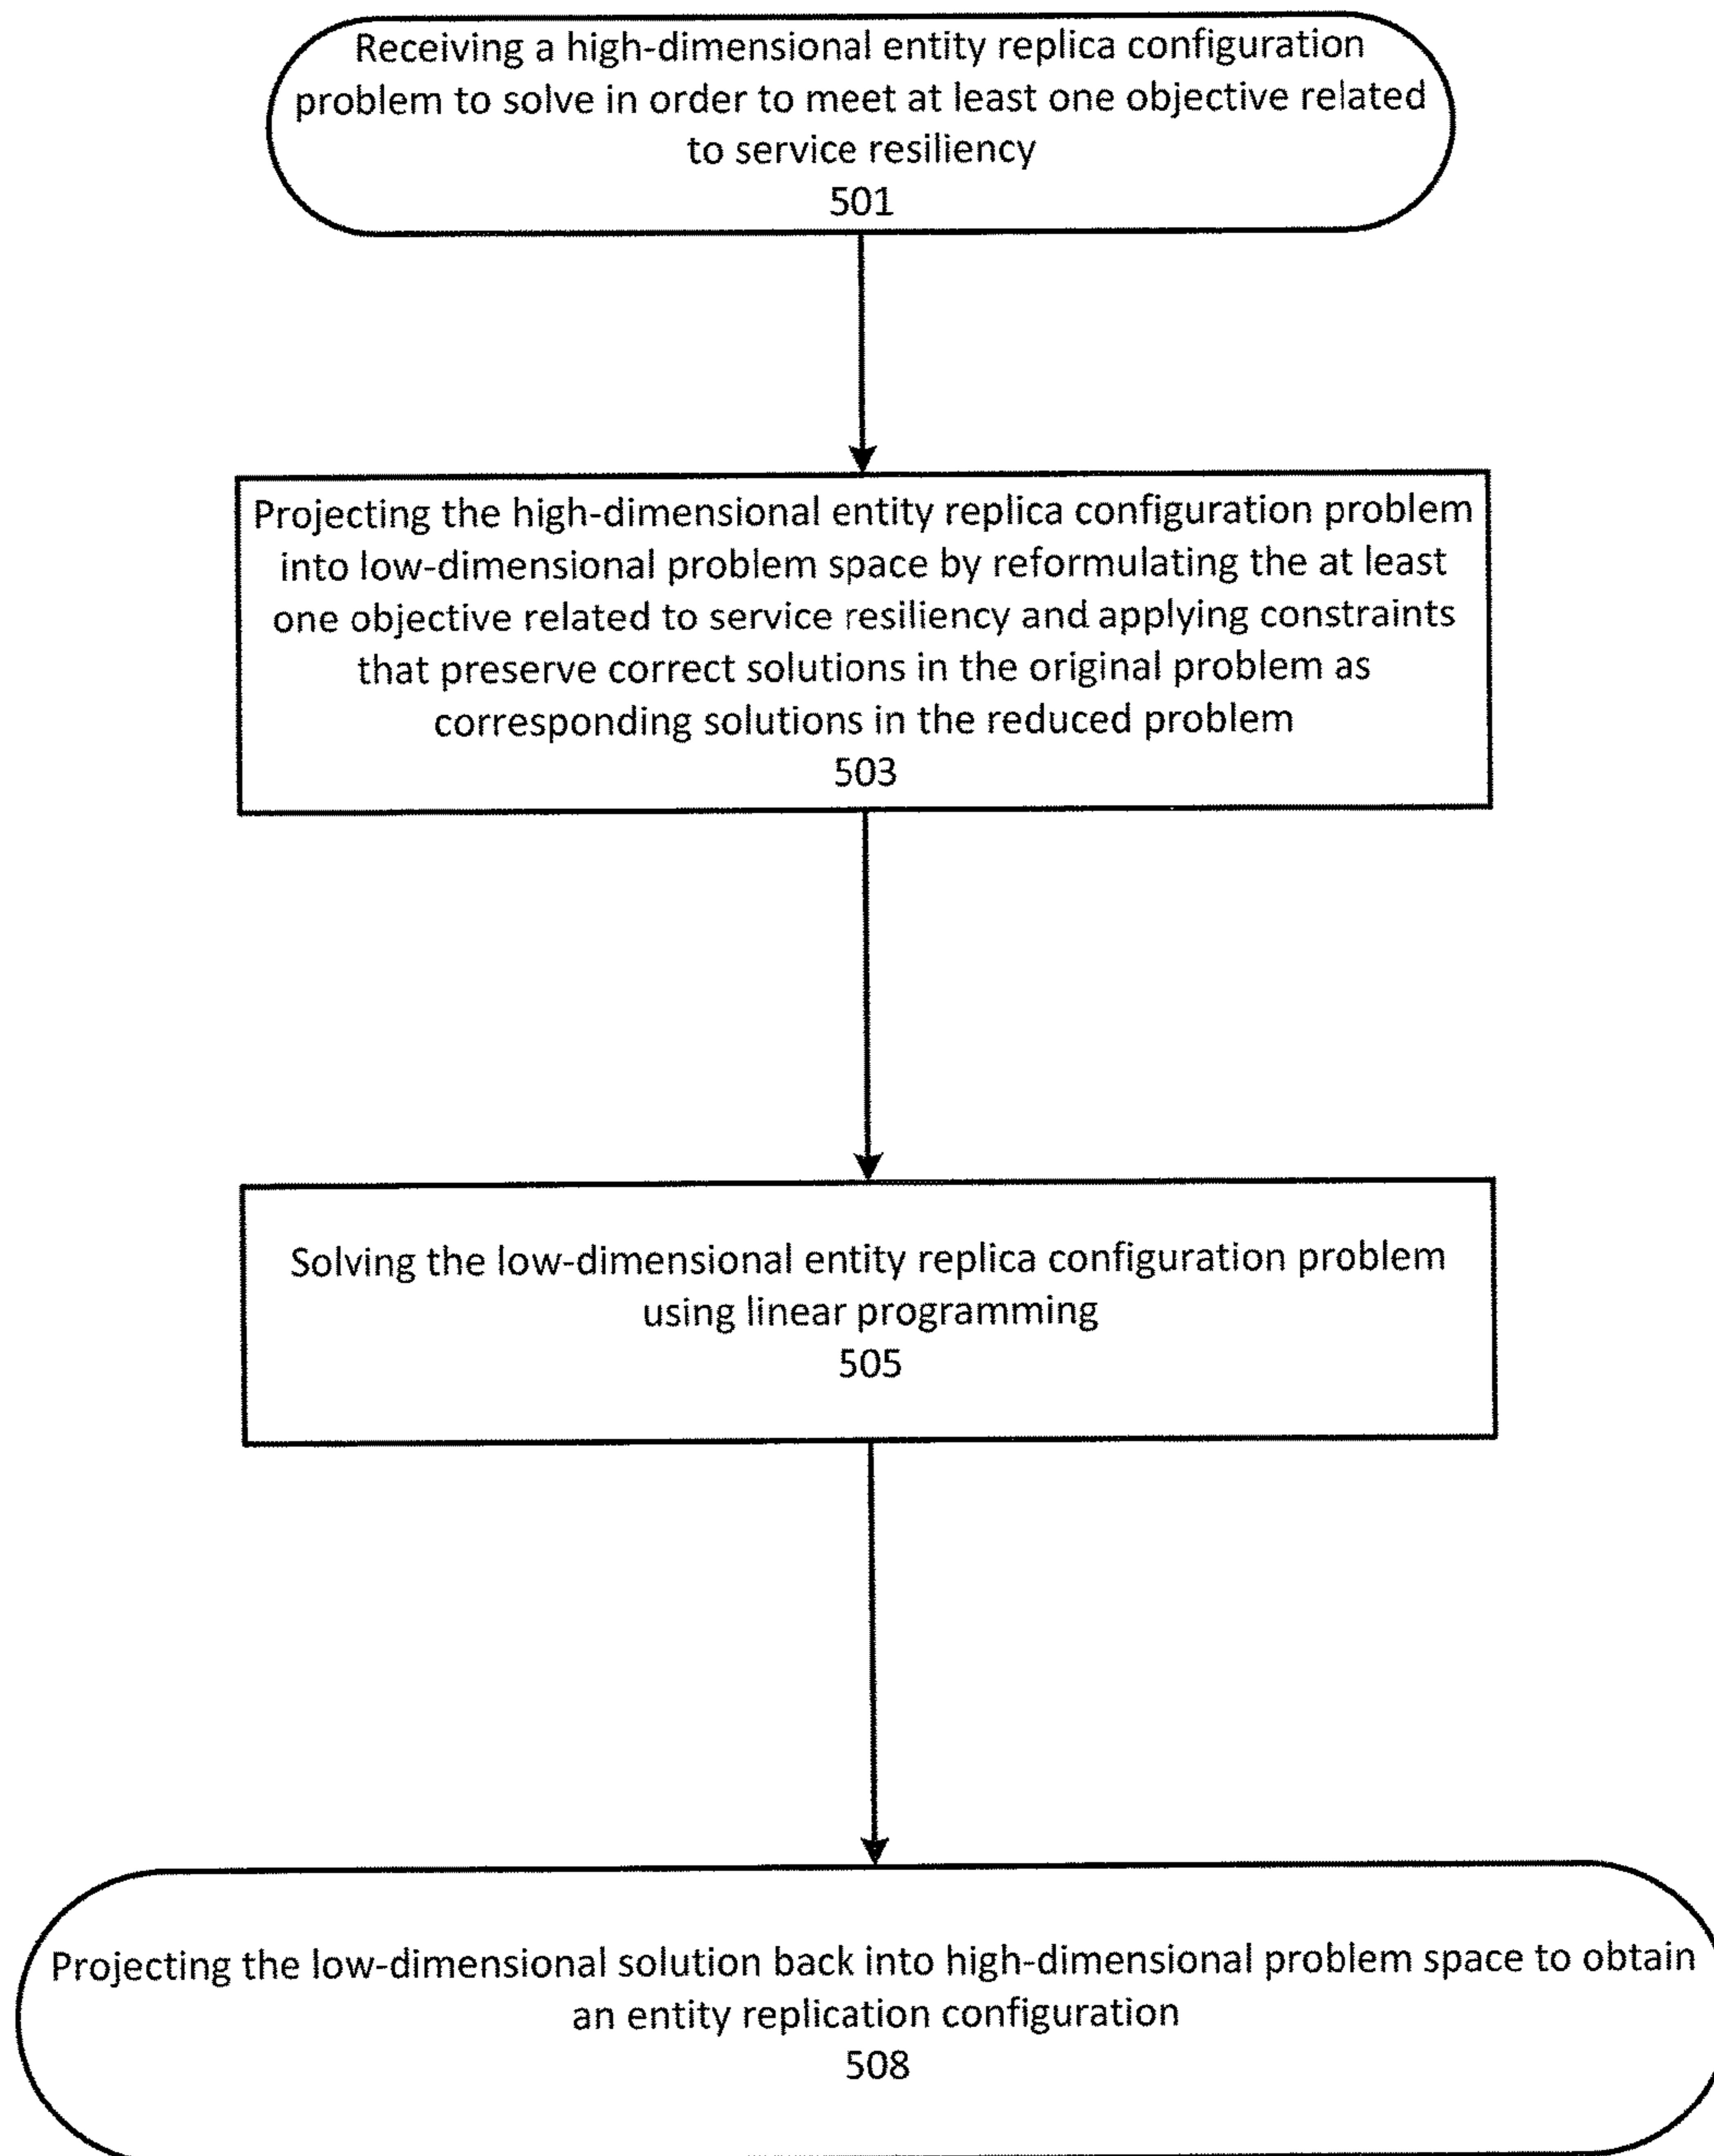 Receiving a high-dimensional entity replica configuration
problem to solve in order to meet at least one objective related
to service resiliency
501
Projecting the high-dimensional entity replica configuration problem
into low-dimensional problem space by reformulating the at least
one objective related to service resiliency and applying constraints
that preserve correct solutions in the original problem as
corresponding solutions in the reduced problem
503
Solving the low-dimensional entity replica configuration problem
using linear programming
505
Projecting the low-dimensional solution back into high-dimensional problem space to obtain
an entity replication configuration
508